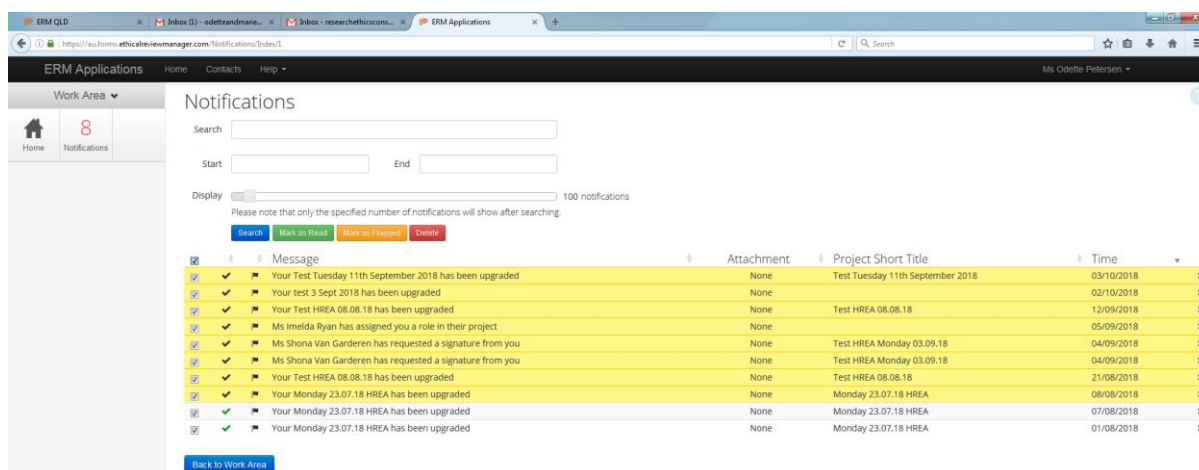 ERM QLD Inbox (1) - odetteandmarie... Inbox - researchethicscons... ERM Applications
https://au.forms.ethicalreviewmanager.com/Notifications/Index/1 Search
ERM Applications Home Contacts Help Ms Odette Petersen
Work Area
8
Home Notifications
Notifications
Search
Start End
Display 100 notifications
Please note that only the specified number of notifications will show after searching.
Search Mark as Read Mark as Flagged Delete
Message Attachment Project Short Title Time
Your Test Tuesday 11th September 2018 has been upgraded None Test Tuesday 11th September 2018 03/10/2018
Your test 3 Sept 2018 has been upgraded None 02/10/2018
Your Test HREA 08.08.18 has been upgraded None Test HREA 08.08.18 12/09/2018
Ms Imelda Ryan has assigned you a role in their project None 05/09/2018
Ms Shona Van Garderen has requested a signature from you None Test HREA Monday 03.09.18 04/09/2018
Ms Shona Van Garderen has requested a signature from you None Test HREA Monday 03.09.18 04/09/2018
Your Test HREA 08.08.18 has been upgraded None Test HREA 08.08.18 21/08/2018
Your Monday 23.07.18 HREA has been upgraded None Monday 23.07.18 HREA 08/08/2018
Your Monday 23.07.18 HREA has been upgraded None Monday 23.07.18 HREA 07/08/2018
Your Monday 23.07.18 HREA has been upgraded None Monday 23.07.18 HREA 01/08/2018
Back to Work Area